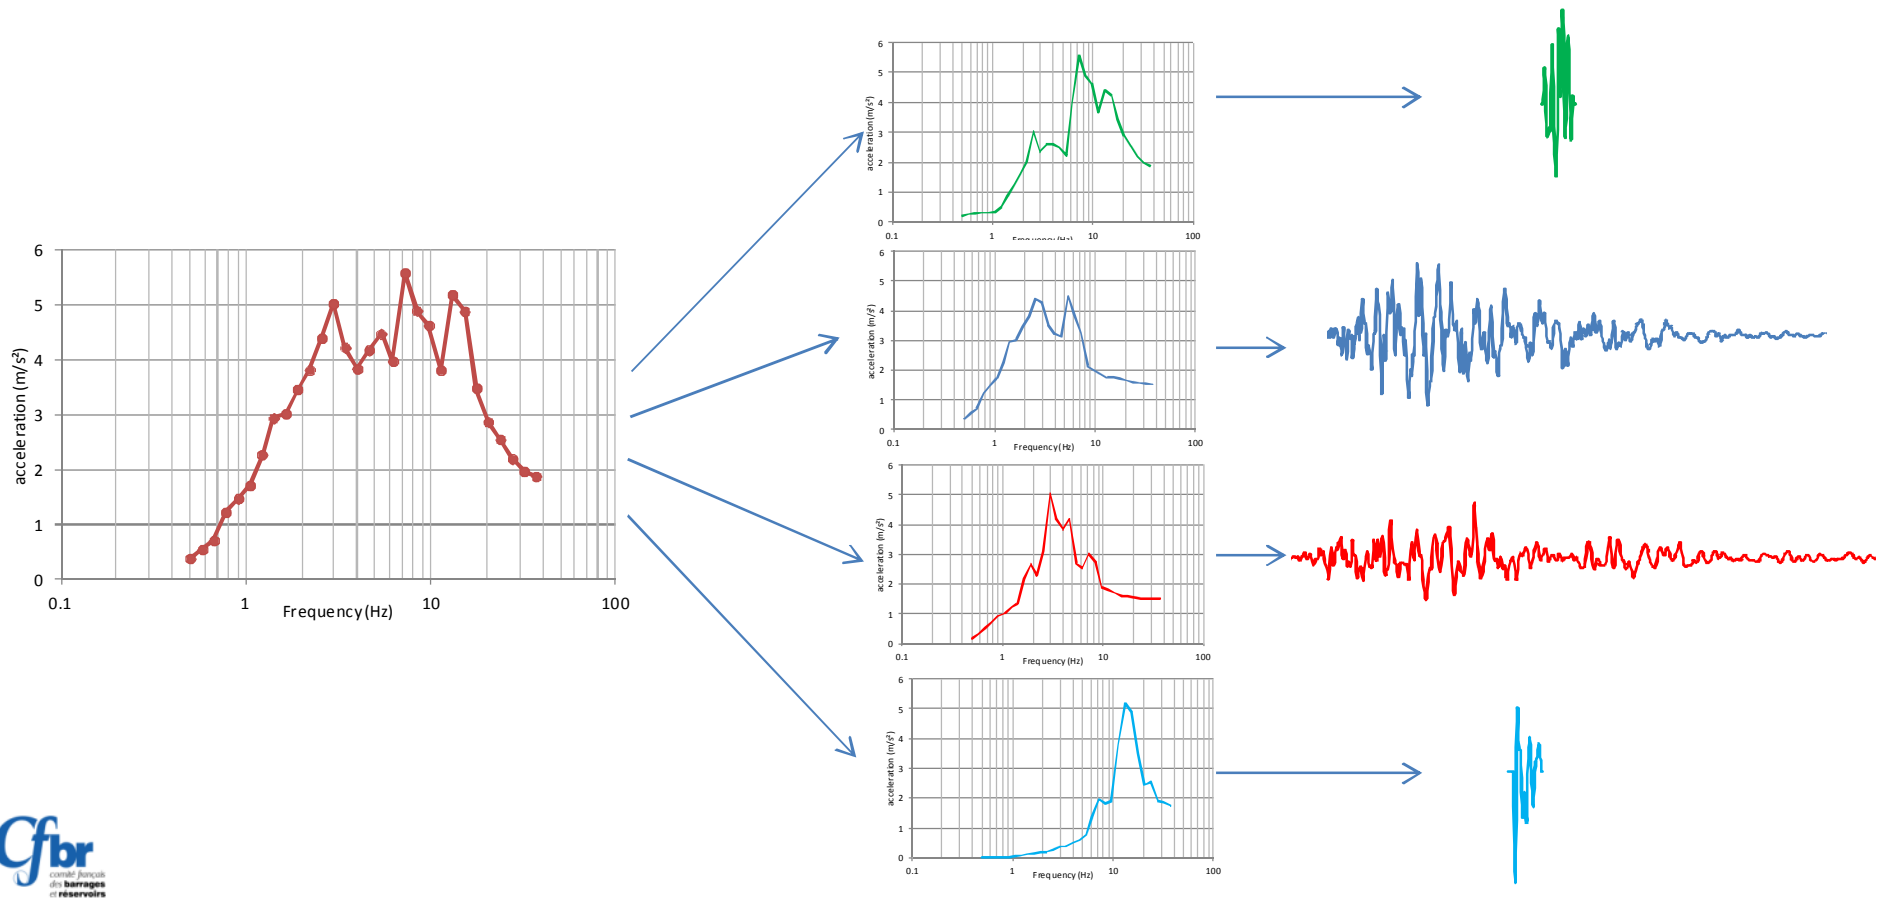 6
5
4
3
2
1
0
acceleration (m/s²)
0.1 1 10 100
Frequency (Hz)
6
5
4
3
2
1
0
acceleration (m/s²)
0.1 1 10 100
Frequency (Hz)
6
5
4
3
2
1
0
acceleration (m/s²)
0.1 1 10 100
Frequency (Hz)
6
5
4
3
2
1
0
acceleration (m/s²)
0.1 1 10 100
Frequency (Hz)
6
5
4
3
2
1
0
acceleration (m/s²)
0.1 1 10 100
Frequency (Hz)
Cfbr
comité français
des barrages
et réservoirs